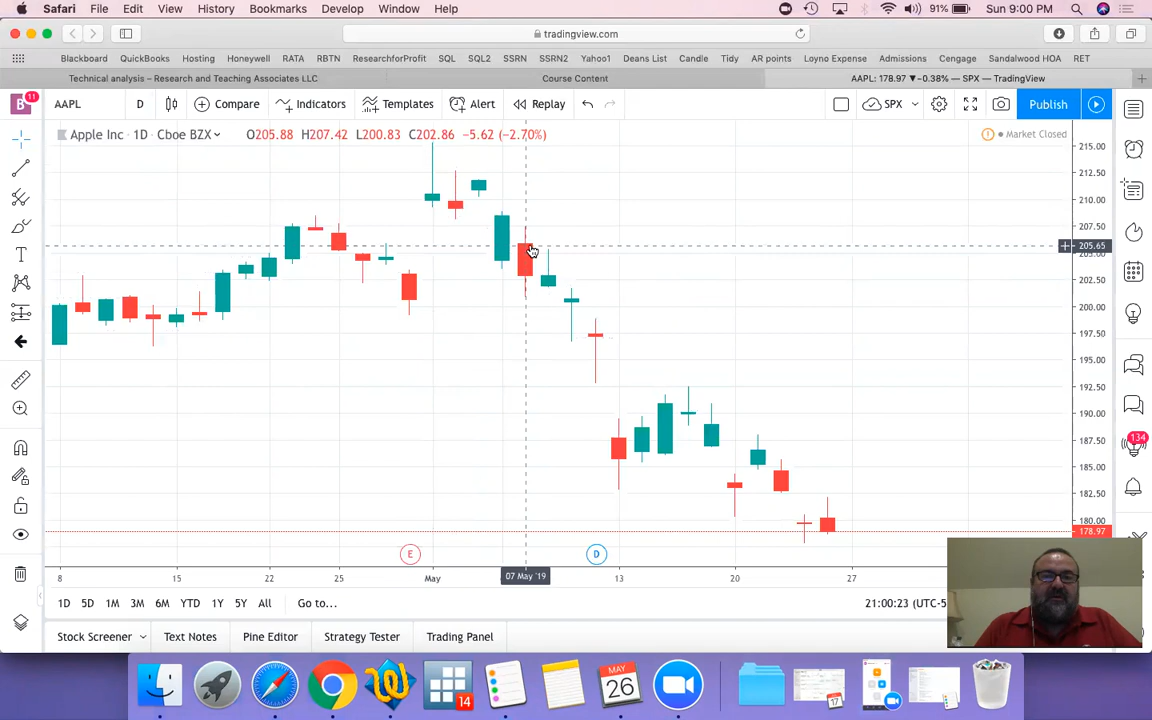 Safari File Edit View History Bookmarks Develop Window Help 91% Sun 9:00 PM
tradingview.com
Blackboard QuickBooks Hosting Honeywell RATA RBTN ResearchforProfit SQL SQL2 SSRN SSRN2 Yahoo1 Deans List Candle Tidy AR points Loyno Expense Admissions Cengage Sandalwood HOA RET
Technical analysis – Research and Teaching Associates LLC Course Content AAPL: 178.97 ▼−0.38% — SPX — TradingView
B 11 AAPL D Compare Indicators Templates Alert Replay SPX Publish
Apple Inc · 1D · Cboe BZX O205.88 H207.42 L200.83 C202.86 −5.62 (−2.70%) Market Closed
215.00
212.50
210.00
207.50
205.65
205.00
202.50
200.00
197.50
195.00
192.50
190.00
187.50
185.00
182.50
180.00
178.97
134
E D
8 15 22 25 May 07 May '19 13 20 27
1D 5D 1M 3M 6M YTD 1Y 5Y All Go to... 21:00:23 (UTC-5
Stock Screener Text Notes Pine Editor Strategy Tester Trading Panel
14
MAY
26
17